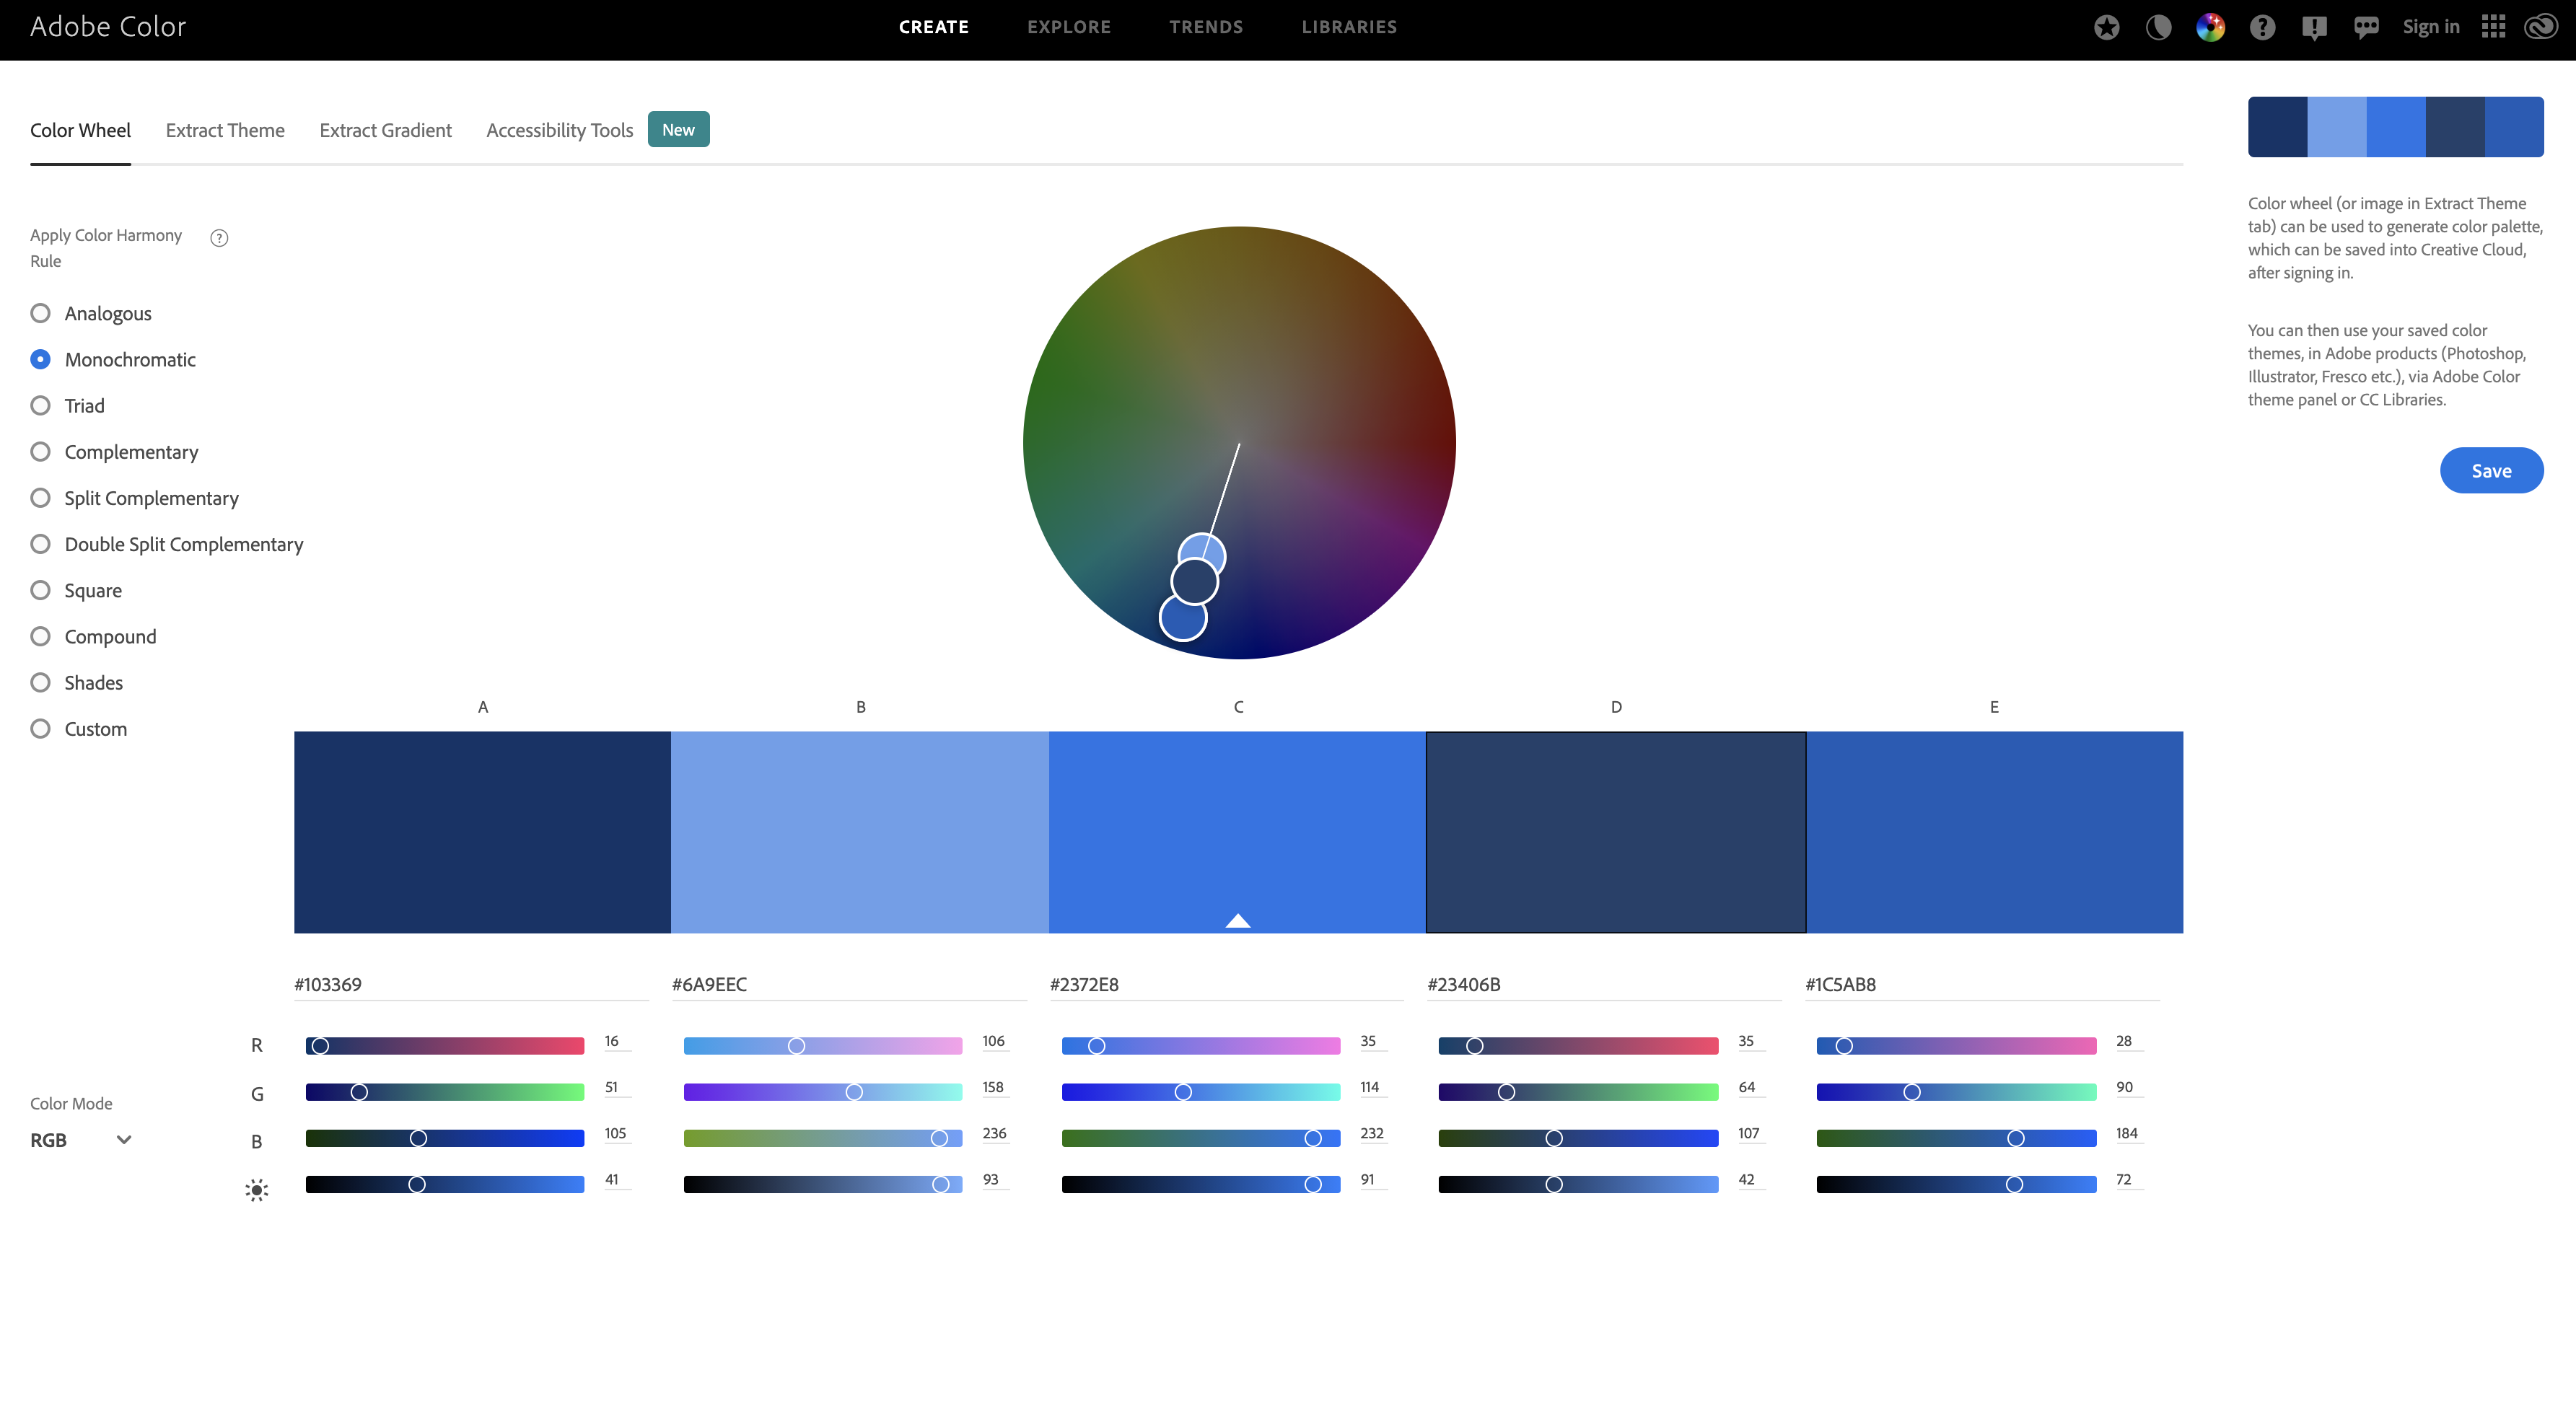 Adobe Color
CREATE
EXPLORE
TRENDS
LIBRARIES
Sign in
Color Wheel
Extract Theme
Extract Gradient
Accessibility Tools
New
Apply Color Harmony
Rule
Analogous
Monochromatic
Triad
Complementary
Split Complementary
Double Split Complementary
Square
Compound
Shades
Custom
Color wheel (or image in Extract Theme
tab) can be used to generate color palette,
which can be saved into Creative Cloud,
after signing in.
You can then use your saved color
themes, in Adobe products (Photoshop,
Illustrator, Fresco etc.), via Adobe Color
theme panel or CC Libraries.
Save
A B C D E
#103369 #6A9EEC #2372E8 #23406B #1C5AB8
R 16 106 35 35 28
G 51 158 114 64 90
B 105 236 232 107 184
41 93 91 42 72
Color Mode
RGB